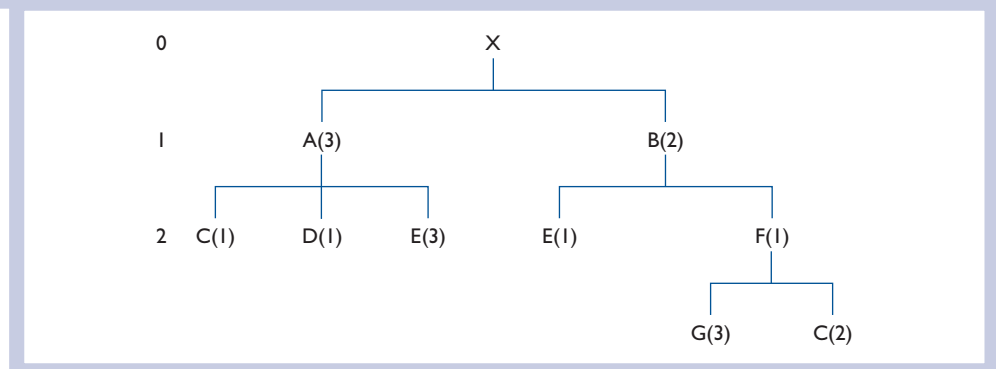 0 X
1 A(3) B(2)
2 C(1) D(1) E(3) E(1) F(1)
G(3) C(2)